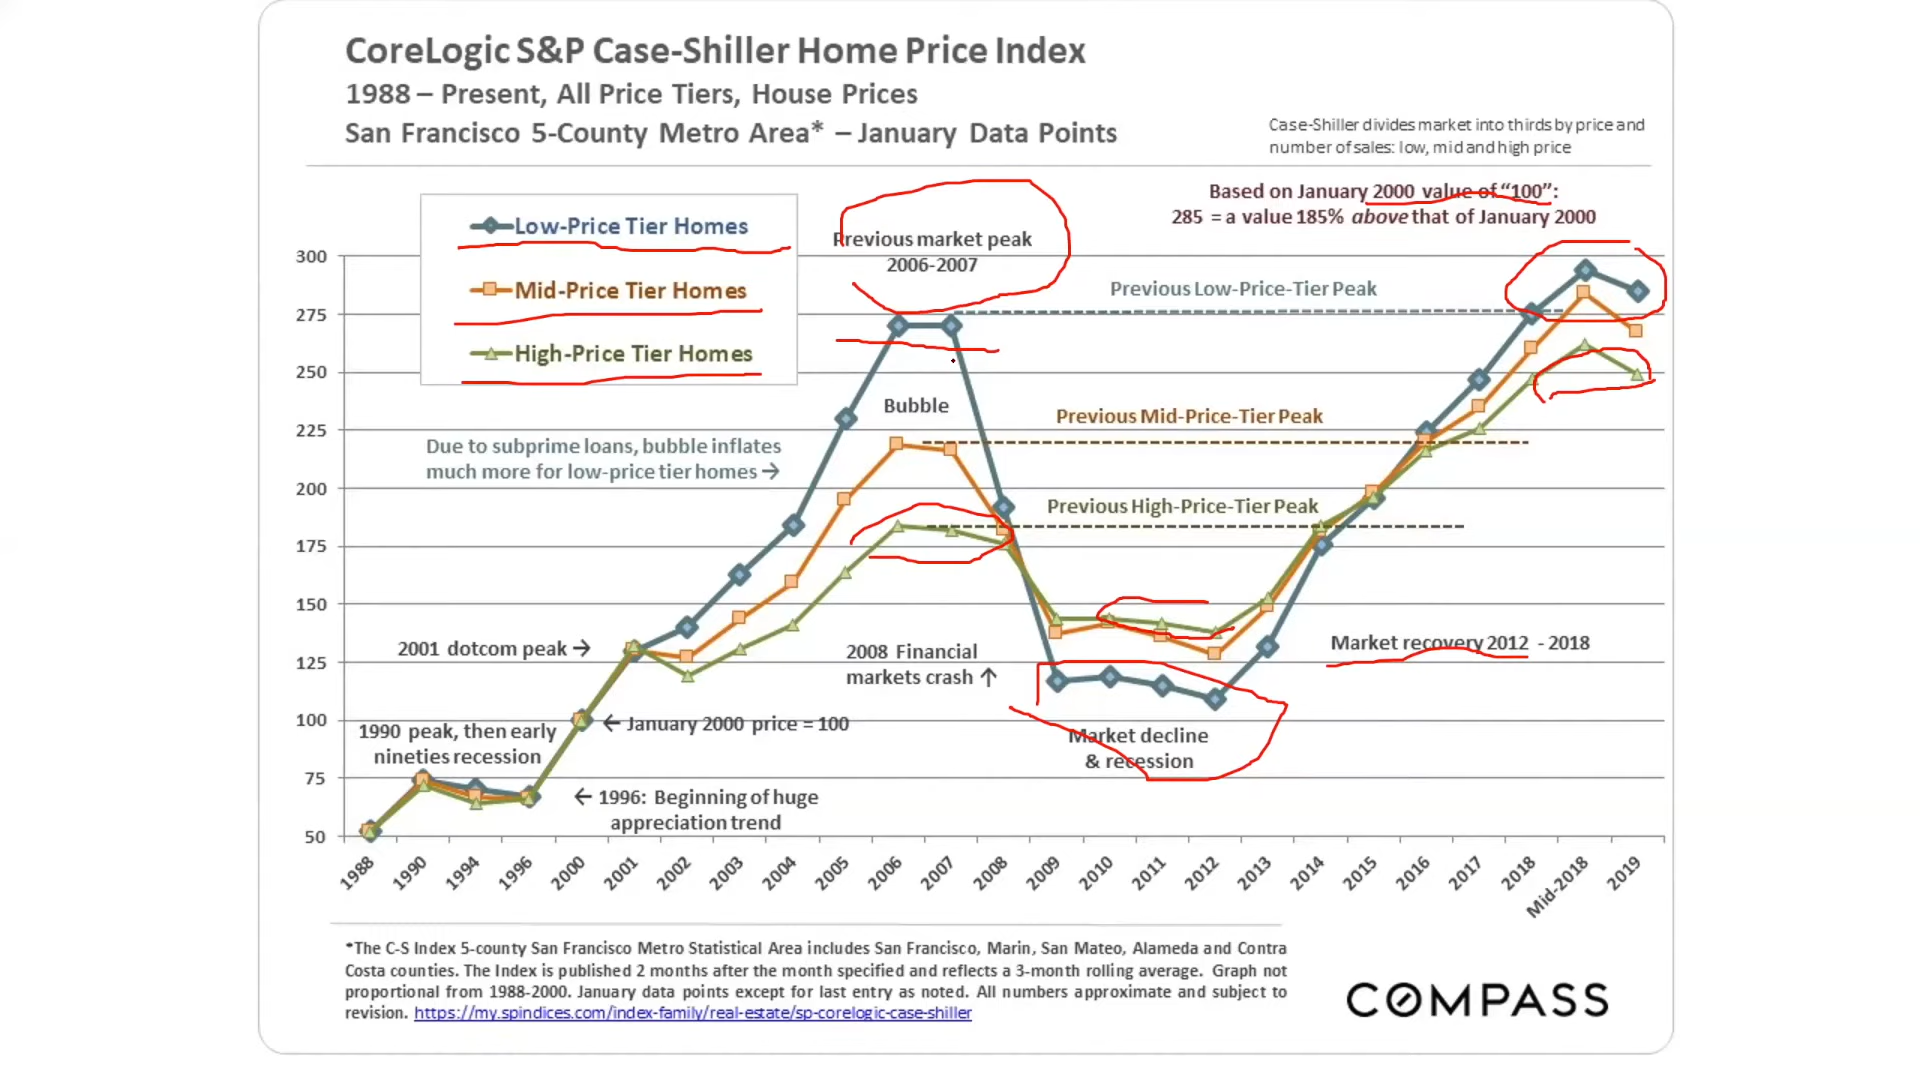 CoreLogic S&P Case-Shiller Home Price Index
1988 – Present, All Price Tiers, House Prices
San Francisco 5-County Metro Area* – January Data Points
Case-Shiller divides market into thirds by price and
number of sales: low, mid and high price
Based on January 2000 value of “100”:
285 = a value 185% above that of January 2000
Low-Price Tier Homes
Mid-Price Tier Homes
High-Price Tier Homes
Previous market peak
2006-2007
Previous Low-Price-Tier Peak
Bubble
Previous Mid-Price-Tier Peak
Due to subprime loans, bubble inflates
much more for low-price tier homes →
Previous High-Price-Tier Peak
2001 dotcom peak →
2008 Financial
markets crash ↑
Market recovery 2012 - 2018
← January 2000 price = 100
1990 peak, then early
nineties recession
Market decline
& recession
← 1996: Beginning of huge
appreciation trend
300
275
250
225
200
175
150
125
100
75
50
1988
1990
1994
1996
2000
2001
2002
2003
2004
2005
2006
2007
2008
2009
2010
2011
2012
2013
2014
2015
2016
2017
2018
Mid-2018
2019
*The C-S Index 5-county San Francisco Metro Statistical Area includes San Francisco, Marin, San Mateo, Alameda and Contra
Costa counties. The Index is published 2 months after the month specified and reflects a 3-month rolling average. Graph not
proportional from 1988-2000. January data points except for last entry as noted. All numbers approximate and subject to
revision. https://my.spindices.com/index-family/real-estate/sp-corelogic-case-shiller
COMPASS